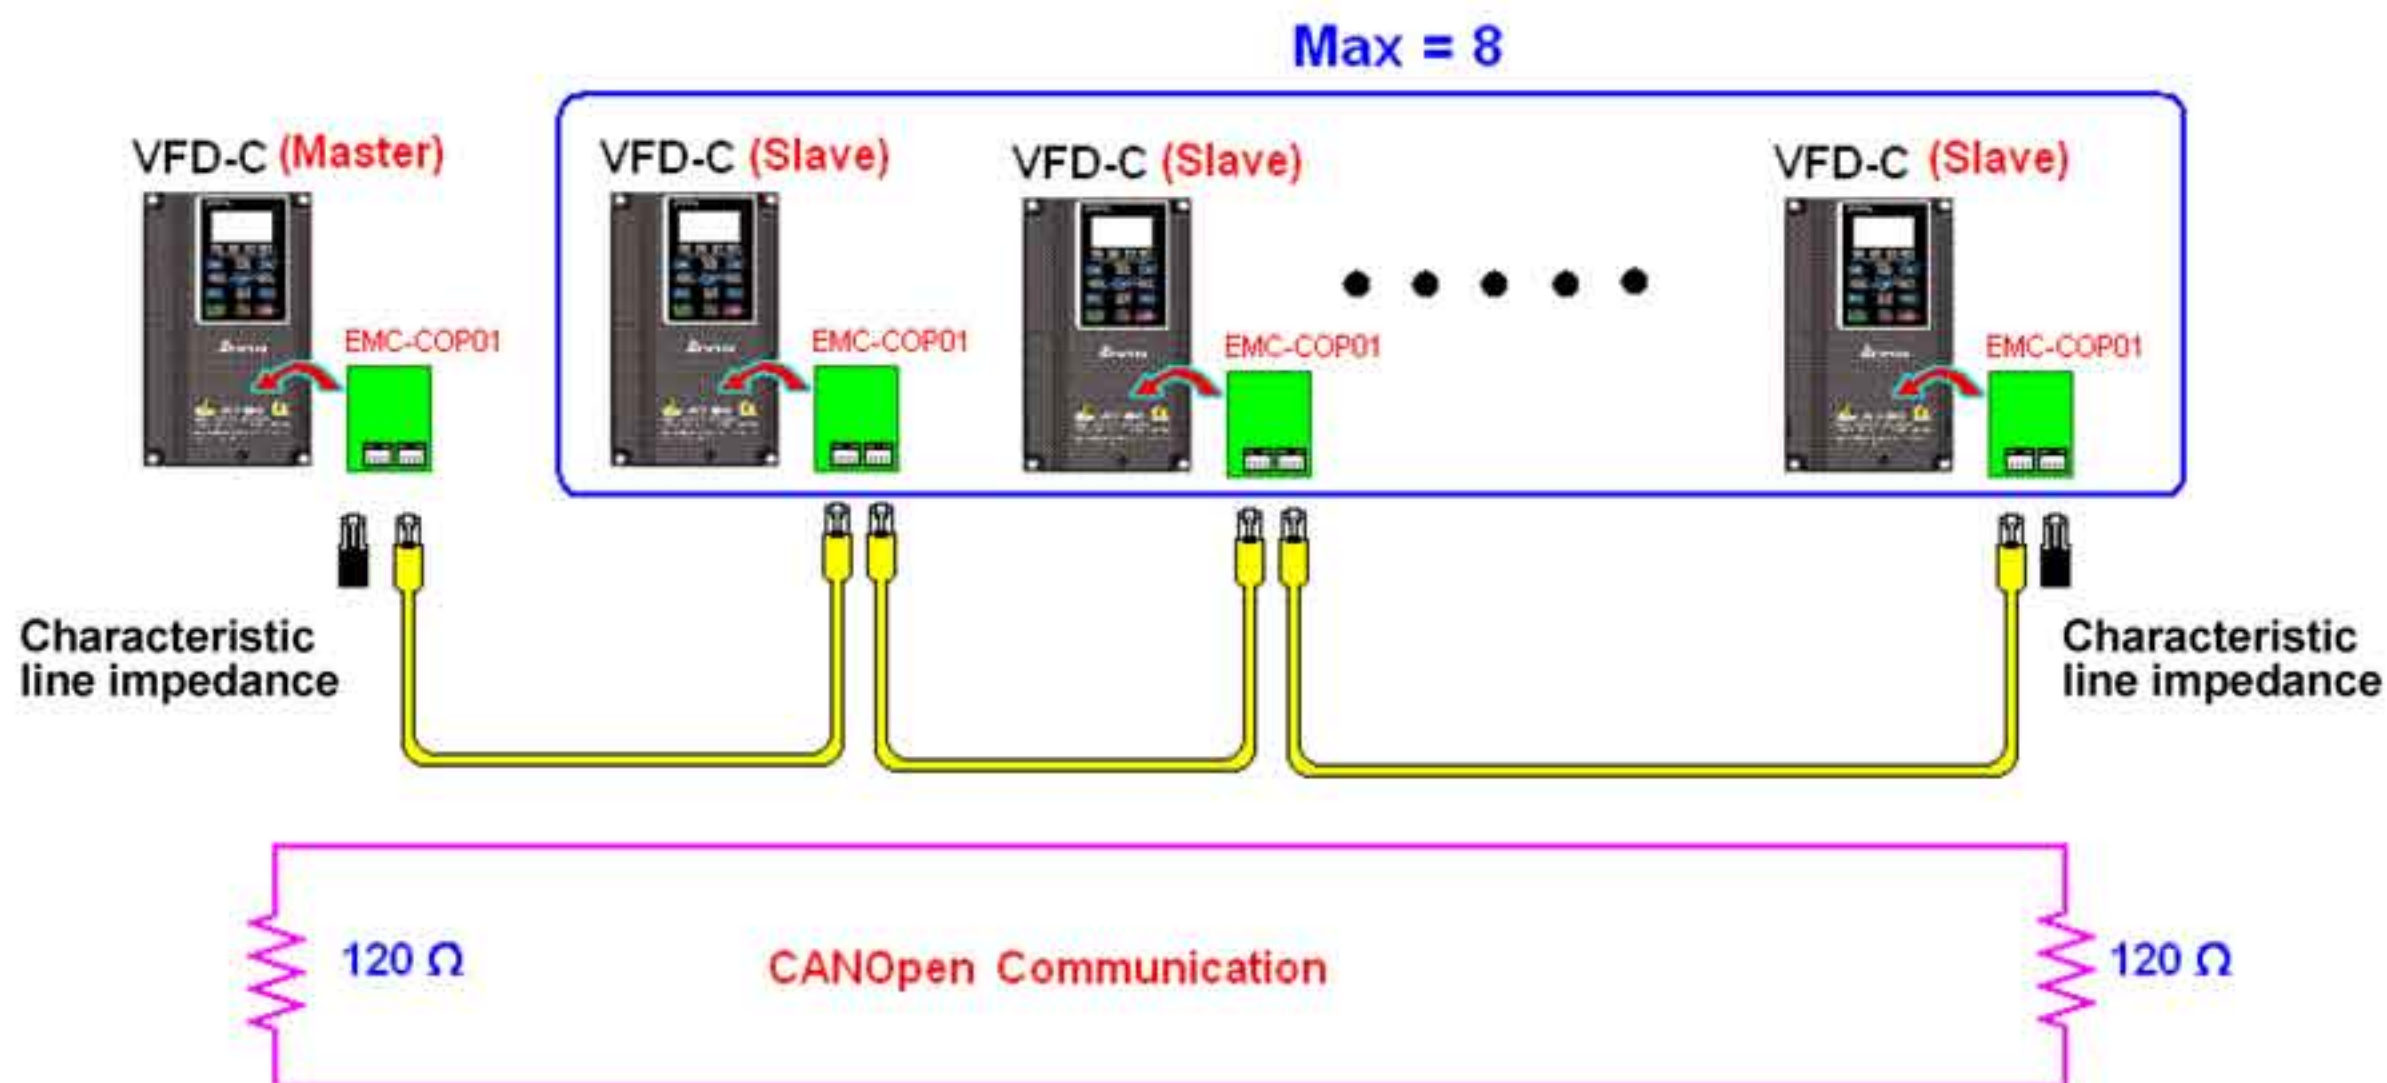 Max = 8
VFD-C (Master)
VFD-C (Slave)
VFD-C (Slave)
VFD-C (Slave)
EMC-COP01
EMC-COP01
EMC-COP01
EMC-COP01
Characteristic
line impedance
Characteristic
line impedance
120 Ω
CANOpen Communication
120 Ω